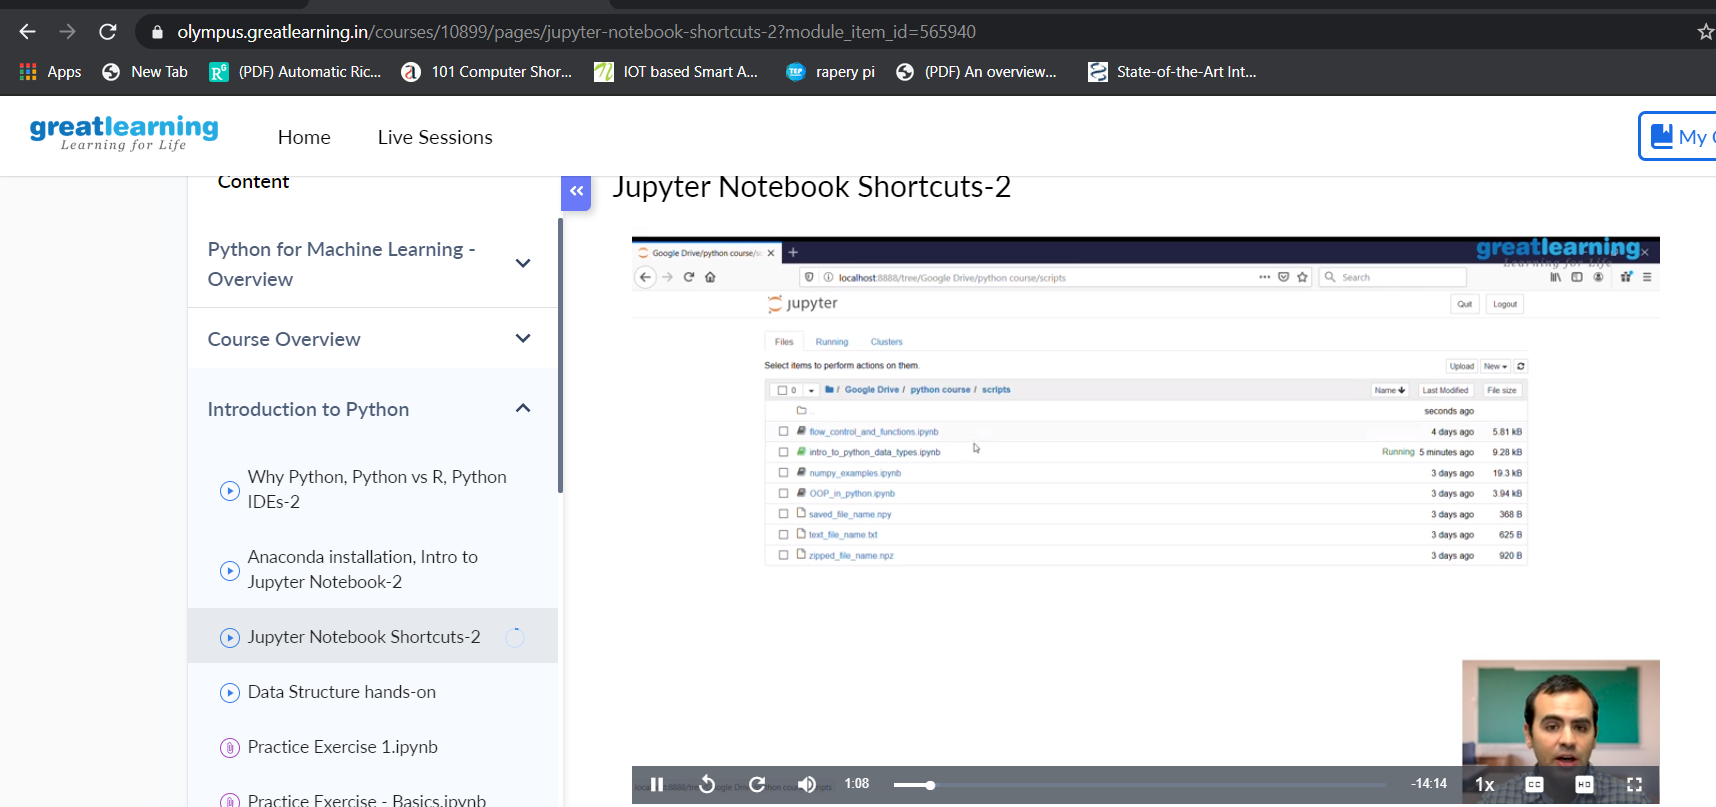 olympus.greatlearning.in/courses/10899/pages/jupyter-notebook-shortcuts-2?module_item_id=565940
Apps New Tab (PDF) Automatic Ric... 101 Computer Shor... IOT based Smart A... rapery pi (PDF) An overview... State-of-the-Art Int...
greatlearning
Learning for Life
Home Live Sessions
My
Content
Python for Machine Learning -
Overview
Course Overview
Introduction to Python
Why Python, Python vs R, Python
IDEs-2
Anaconda installation, Intro to
Jupyter Notebook-2
Jupyter Notebook Shortcuts-2
Data Structure hands-on
Practice Exercise 1.ipynb
Practice Exercise - Basics.ipynb
Jupyter Notebook Shortcuts-2
Google Drive/python course/sc
greatlearning
Learning for Life
localhost:8888/tree/Google Drive/python course/scripts
Search
jupyter
Quit Logout
Files Running Clusters
Select items to perform actions on them.
Upload New
0 / Google Drive / python course / scripts Name Last Modified File size
.. seconds ago
flow_control_and_functions.ipynb 4 days ago 5.81 kB
intro_to_python_data_types.ipynb Running 5 minutes ago 9.28 kB
numpy_examples.ipynb 3 days ago 19.3 kB
OOP_in_python.ipynb 3 days ago 3.94 kB
saved_file_name.npy 3 days ago 368 B
text_file_name.txt 3 days ago 625 B
zipped_file_name.npz 3 days ago 920 B
1:08 -14:14 1x CC HD